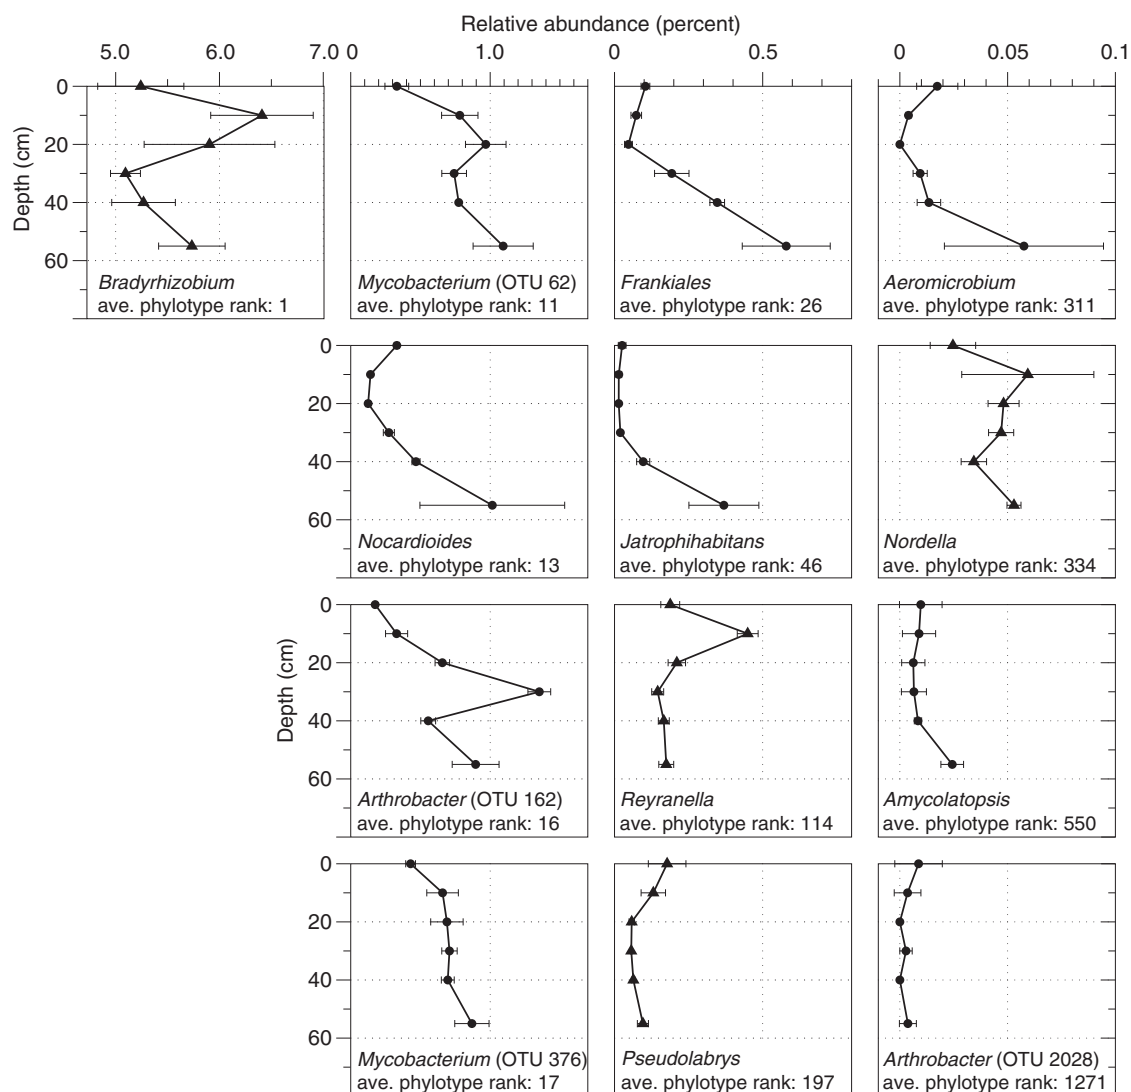 Relative abundance (percent)
5.0 6.0 7.0 0 1.0 0 0.5 0 0.05 0.1
Depth (cm)
0
20
40
60
Bradyrhizobium
ave. phylotype rank: 1
Mycobacterium (OTU 62)
ave. phylotype rank: 11
Frankiales
ave. phylotype rank: 26
Aeromicrobium
ave. phylotype rank: 311
0
20
40
60
Nocardioides
ave. phylotype rank: 13
Jatrophihabitans
ave. phylotype rank: 46
Nordella
ave. phylotype rank: 334
Depth (cm)
0
20
40
60
Arthrobacter (OTU 162)
ave. phylotype rank: 16
Reyranella
ave. phylotype rank: 114
Amycolatopsis
ave. phylotype rank: 550
0
20
40
60
Mycobacterium (OTU 376)
ave. phylotype rank: 17
Pseudolabrys
ave. phylotype rank: 197
Arthrobacter (OTU 2028)
ave. phylotype rank: 1271